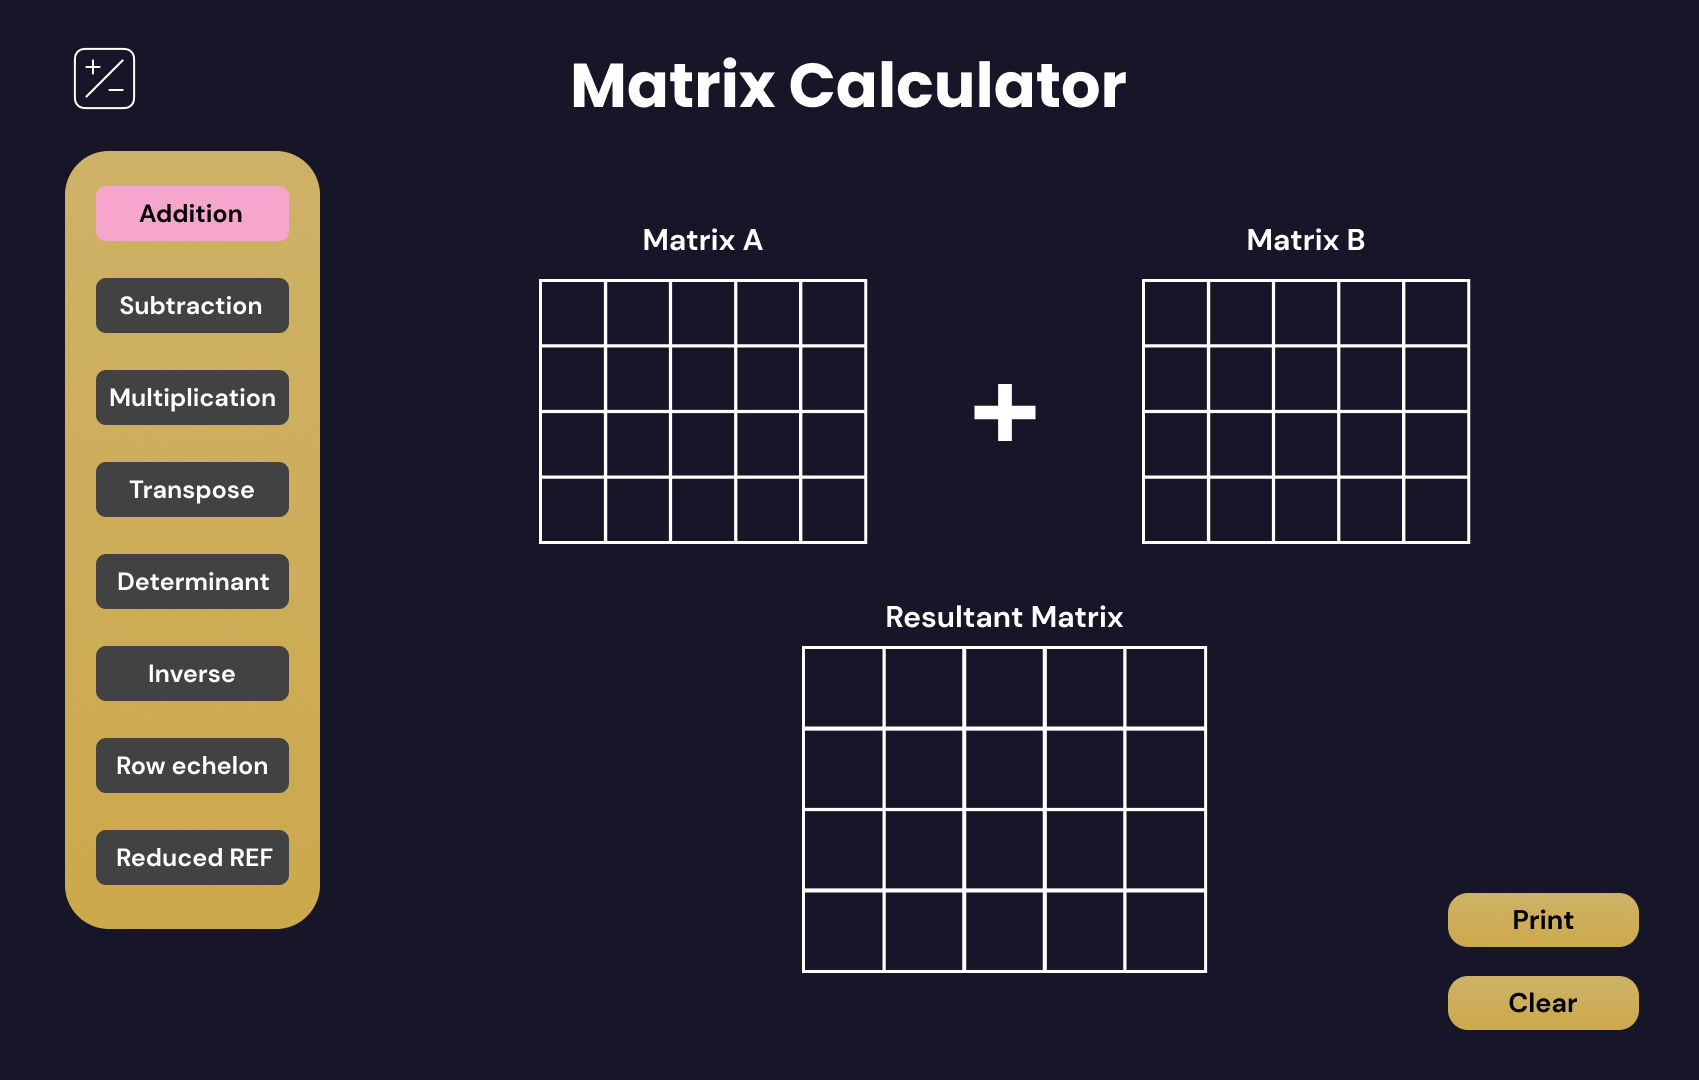 Matrix Calculator
Addition
Subtraction
Multiplication
Transpose
Determinant
Inverse
Row echelon
Reduced REF
Matrix A
Matrix B
+
Resultant Matrix
Print
Clear